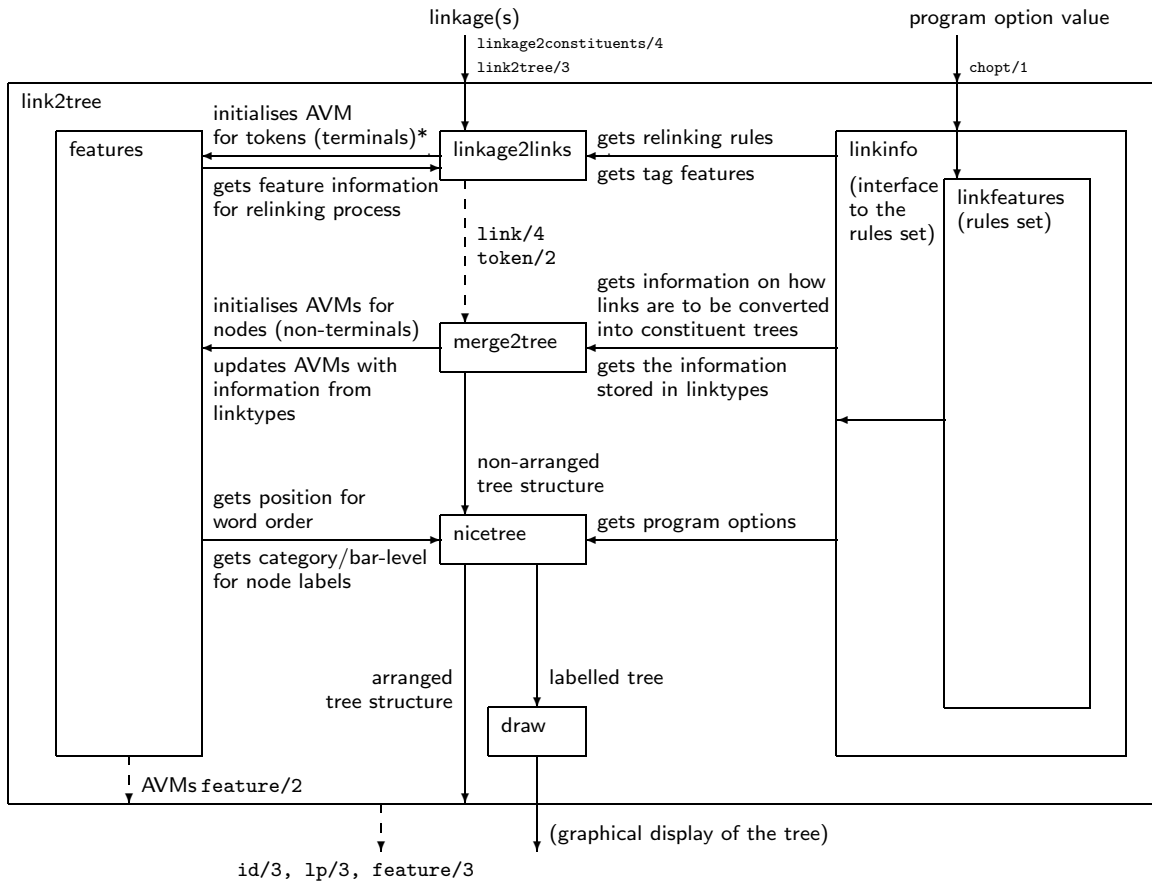 linkage(s)
program option value
linkage2constituents/4
link2tree/3
chopt/1
link2tree
features
initialises AVM
for tokens (terminals)*
linkage2links
gets relinking rules
gets tag features
linkinfo
(interface
to the
rules set)
linkfeatures
(rules set)
gets feature information
for relinking process
link/4
token/2
initialises AVMs for
nodes (non-terminals)
merge2tree
gets information on how
links are to be converted
into constituent trees
updates AVMs with
information from
linktypes
gets the information
stored in linktypes
non-arranged
tree structure
gets position for
word order
nicetree
gets program options
gets category/bar-level
for node labels
arranged
tree structure
labelled tree
draw
AVMs feature/2
(graphical display of the tree)
id/3, lp/3, feature/3